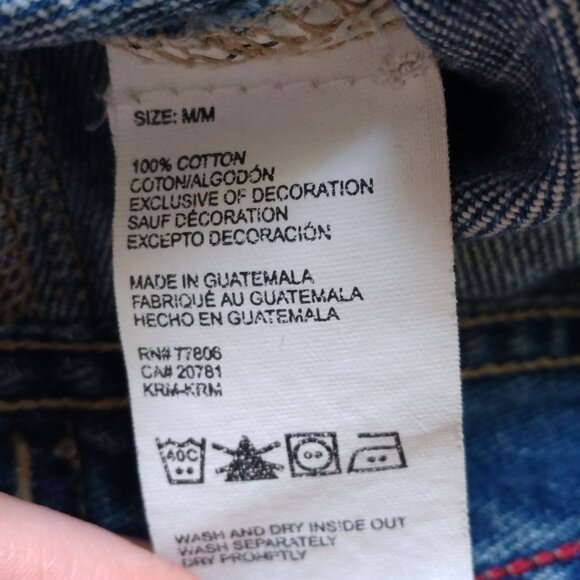 SIZE: M/M
100% COTTON
COTON/ALGODÓN
EXCLUSIVE OF DECORATION
SAUF DÉCORATION
EXCEPTO DECORACIÓN
MADE IN GUATEMALA
FABRIQUÉ AU GUATEMALA
HECHO EN GUATEMALA
RN# 77806
CA# 20781
KRM-KRM
40C
WASH AND DRY INSIDE OUT
WASH SEPARATELY
DRY PROMPTLY